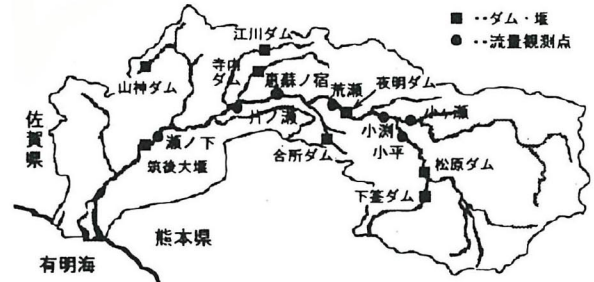 ■ ‥ダム・堰
● ‥流量観測点
江川ダム
寺内ダム
山神ダム
恵蘇ノ宿
荒瀬
夜明ダム
片ノ瀬
小渕
小ヶ瀬
小平
佐賀県
瀬ノ下
筑後大堰
合所ダム
松原ダム
下筌ダム
熊本県
有明海